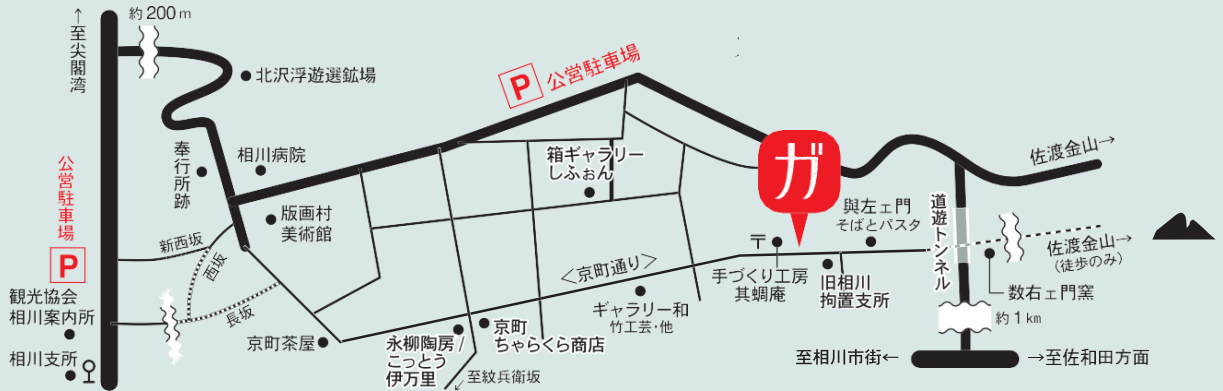 約200m
←至尖閣湾
北沢浮遊選鉱場
P 公営駐車場
奉行所跡
相川病院
箱ギャラリー
しふぉん
ガ
佐渡金山→
公営駐車場
P
版画村
美術館
新西坂
西坂
長坂
與左ェ門
そばとパスタ
道遊トンネル
佐渡金山→
(徒歩のみ)
〒
<京町通り>
手づくり工房
其蜩庵
旧相川
拘置支所
数右ェ門窯
観光協会
相川案内所
ギャラリー和
竹工芸・他
約1km
京町茶屋
永柳陶房/
こっとう
伊万里
京町
ちゃらくら商店
相川支所
至相川市街←
→至佐和田方面
↙至紋兵衛坂